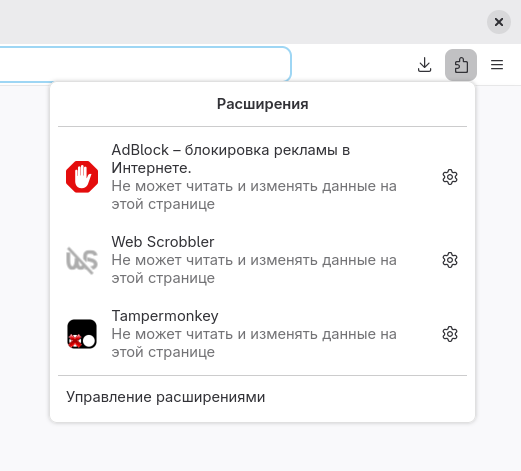 Расширения
AdBlock – блокировка рекламы в
Интернете.
Не может читать и изменять данные на
этой странице
Web Scrobbler
Не может читать и изменять данные на
этой странице
Tampermonkey
Не может читать и изменять данные на
этой странице
Управление расширениями